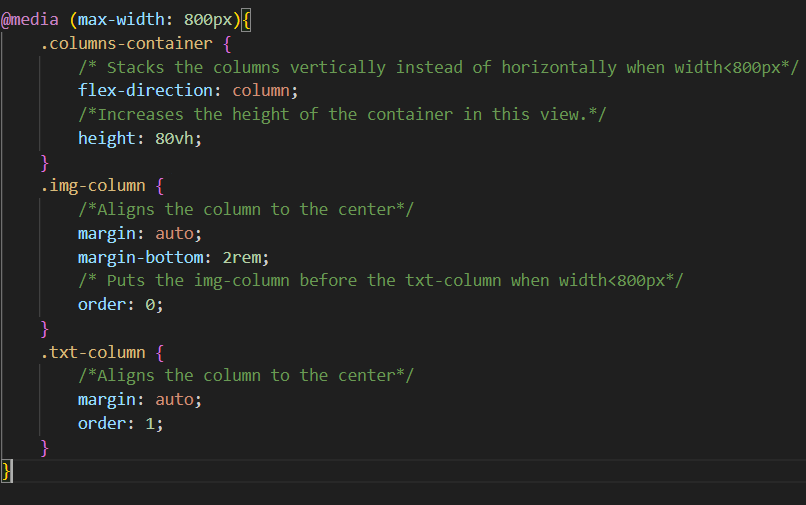 @media (max-width: 800px){
    .columns-container {
        /* Stacks the columns vertically instead of horizontally when width<800px*/
        flex-direction: column;
        /*Increases the height of the container in this view.*/
        height: 80vh;
    }
    .img-column {
        /*Aligns the column to the center*/
        margin: auto;
        margin-bottom: 2rem;
        /* Puts the img-column before the txt-column when width<800px*/
        order: 0;
    }
    .txt-column {
        /*Aligns the column to the center*/
        margin: auto;
        order: 1;
    }
}